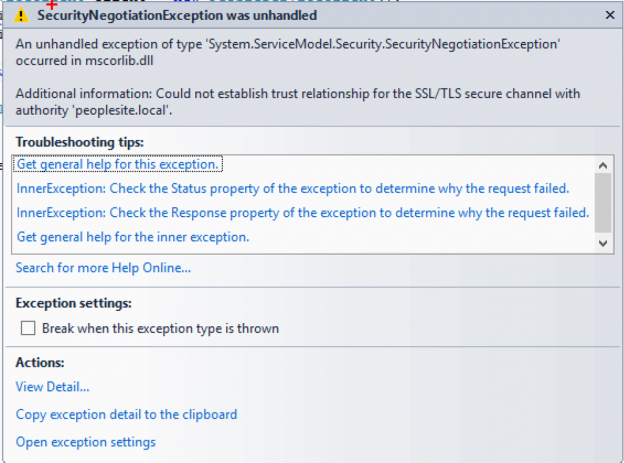 SecurityNegotiationException was unhandled
An unhandled exception of type 'System.ServiceModel.Security.SecurityNegotiationException'
occurred in mscorlib.dll
Additional information: Could not establish trust relationship for the SSL/TLS secure channel with
authority 'peoplesite.local'.
Troubleshooting tips:
Get general help for this exception.
InnerException: Check the Status property of the exception to determine why the request failed.
InnerException: Check the Response property of the exception to determine why the request failed.
Get general help for the inner exception.
Search for more Help Online...
Exception settings:
Break when this exception type is thrown
Actions:
View Detail...
Copy exception detail to the clipboard
Open exception settings